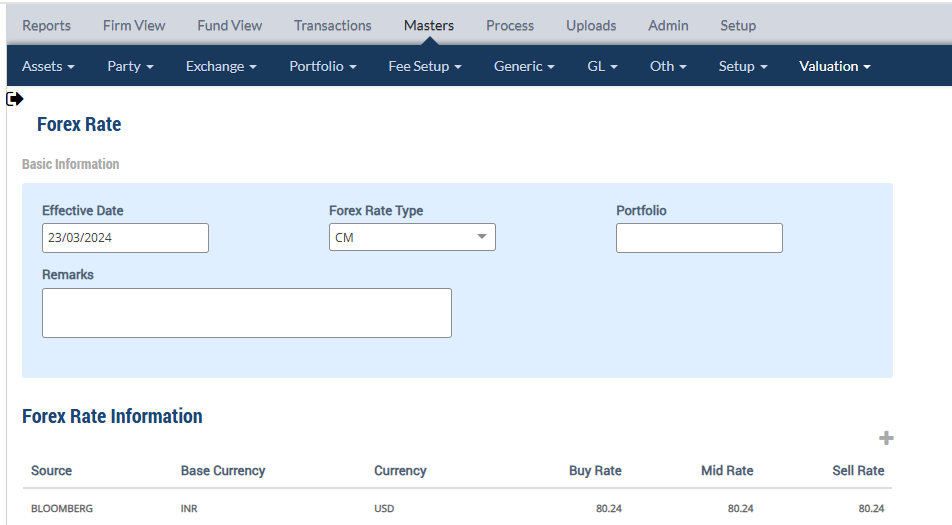 Reports Firm View Fund View Transactions Masters Process Uploads Admin Setup
Assets Party Exchange Portfolio Fee Setup Generic GL Oth Setup Valuation
Forex Rate
Basic Information
Effective Date Forex Rate Type Portfolio
23/03/2024 CM
Remarks
Forex Rate Information
Source Base Currency Currency Buy Rate Mid Rate Sell Rate
BLOOMBERG INR USD 80.24 80.24 80.24